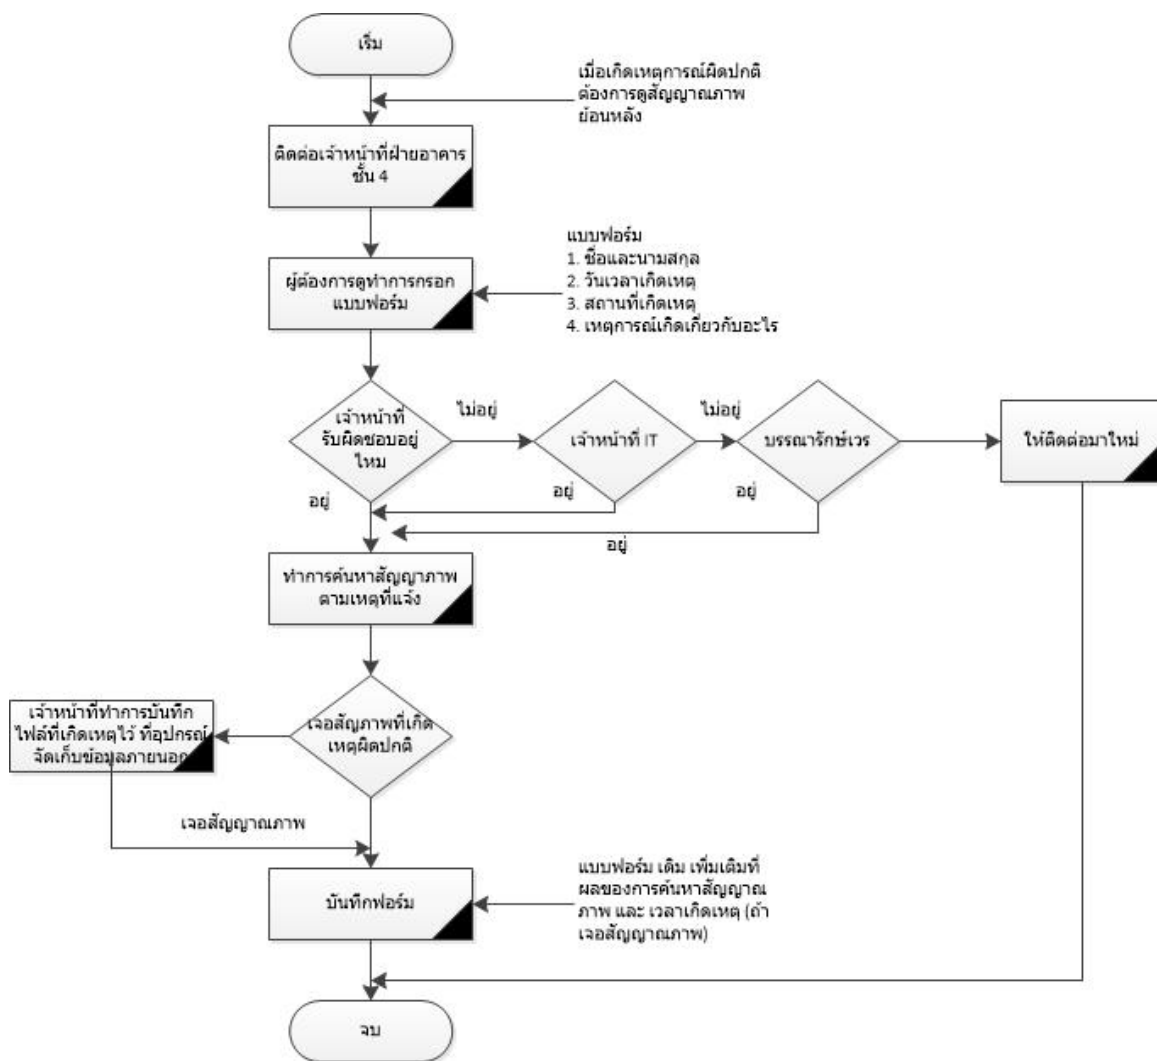 เริ่ม
เมื่อเกิดเหตุการณ์ผิดปกติ
ต้องการดูสัญญาณภาพ
ย้อนหลัง
ติดต่อเจ้าหน้าที่ฝ่ายอาคาร
ชั้น 4
แบบฟอร์ม
1. ชื่อและนามสกุล
2. วันเวลาเกิดเหตุ
3. สถานที่เกิดเหตุ
4. เหตุการณ์เกิดเกี่ยวกับอะไร
ผู้ต้องการดูทำการกรอก
แบบฟอร์ม
เจ้าหน้าที่
รับผิดชอบอยู่
ไหม
ไม่อยู่
เจ้าหน้าที่ IT
ไม่อยู่
บรรณารักษ์เวร
ให้ติดต่อมาใหม่
อยู่
อยู่
อยู่
อยู่
ทำการค้นหาสัญญาภาพ
ตามเหตุที่แจ้ง
เจอสัญภาพที่เกิด
เหตุผิดปกติ
เจ้าหน้าที่ทำการบันทึก
ไฟล์ที่เกิดเหตุไว้ ที่อุปกรณ์
จัดเก็บข้อมูลภายนอก
เจอสัญญาณภาพ
บันทึกฟอร์ม
แบบฟอร์ม เดิม เพิ่มเติมที่
ผลของการค้นหาสัญญาณ
ภาพ และ เวลาเกิดเหตุ (ถ้า
เจอสัญญาณภาพ)
จบ